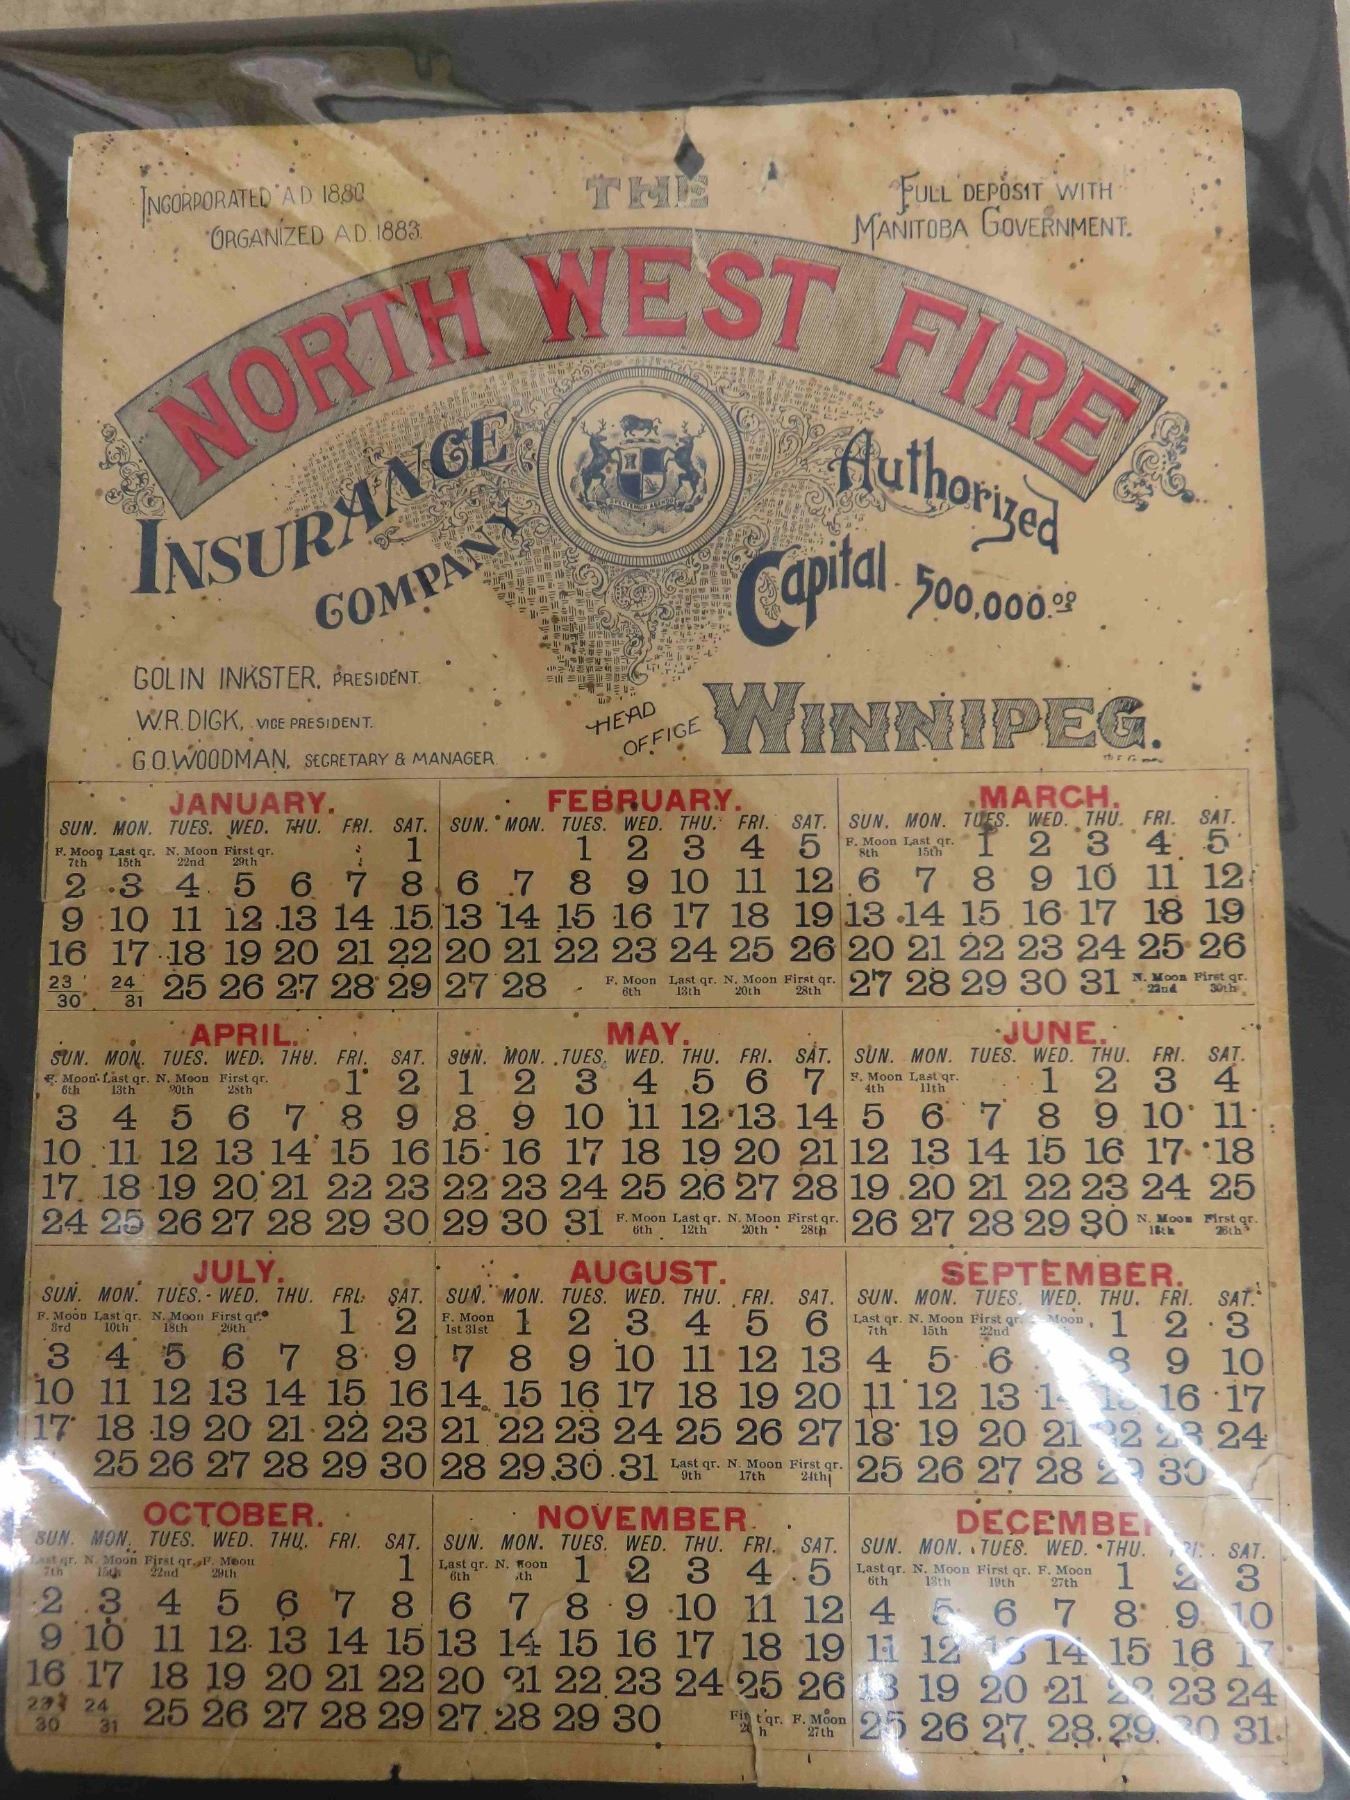 THE
INCORPORATED A D 1880
ORGANIZED A.D. 1883.
FULL DEPOSIT WITH
MANITOBA GOVERNMENT.
NORTH WEST FIRE
INSURANCE
COMPANY
Authorized
Capital 500,000.00
COLIN INKSTER, PRESIDENT.
W.R. DICK, VICE PRESIDENT.
G.O. WOODMAN, SECRETARY & MANAGER
HEAD
OFFICE
WINNIPEG.
JANUARY.
SUN. MON. TUES. WED. THU. FRI. SAT.
F. Moon 7th Last qr. 15th N. Moon 22nd First qr. 29th 1
2 3 4 5 6 7 8
9 10 11 12 13 14 15
16 17 18 19 20 21 22
23/30 24/31 25 26 27 28 29
FEBRUARY.
SUN. MON. TUES. WED. THU. FRI. SAT.
1 2 3 4 5
6 7 8 9 10 11 12
13 14 15 16 17 18 19
20 21 22 23 24 25 26
27 28 F. Moon 6th Last qr. 13th N. Moon 20th First qr. 28th
MARCH.
SUN. MON. TUES. WED. THU. FRI. SAT.
F. Moon 8th Last qr. 15th 1 2 3 4 5
6 7 8 9 10 11 12
13 14 15 16 17 18 19
20 21 22 23 24 25 26
27 28 29 30 31 N. Moon 22nd First qr. 30th
APRIL.
SUN. MON. TUES. WED. THU. FRI. SAT.
F. Moon 6th Last qr. 13th N. Moon 20th First qr. 28th 1 2
3 4 5 6 7 8 9
10 11 12 13 14 15 16
17 18 19 20 21 22 23
24 25 26 27 28 29 30
MAY.
SUN. MON. TUES. WED. THU. FRI. SAT.
1 2 3 4 5 6 7
8 9 10 11 12 13 14
15 16 17 18 19 20 21
22 23 24 25 26 27 28
29 30 31 F. Moon 6th Last qr. 12th N. Moon 20th First qr. 28th
JUNE.
SUN. MON. TUES. WED. THU. FRI. SAT.
F. Moon 4th Last qr. 11th 1 2 3 4
5 6 7 8 9 10 11
12 13 14 15 16 17 18
19 20 21 22 23 24 25
26 27 28 29 30 N. Moon 18th First qr. 26th
JULY.
SUN. MON. TUES. WED. THU. FRI. SAT.
F. Moon 3rd Last qr. 10th N. Moon 18th First qr. 26th 1 2
3 4 5 6 7 8 9
10 11 12 13 14 15 16
17 18 19 20 21 22 23
25 26 27 28 29 30
AUGUST.
SUN. MON. TUES. WED. THU. FRI. SAT.
F. Moon 1st 31st 1 2 3 4 5 6
7 8 9 10 11 12 13
14 15 16 17 18 19 20
21 22 23 24 25 26 27
28 29 30 31 Last qr. 9th N. Moon 17th First qr. 24th
SEPTEMBER.
SUN. MON. TUES. WED. THU. FRI. SAT.
Last qr. 7th N. Moon 15th First qr. 22nd Moon 1 2 3
4 5 6 8 9 10
11 12 13 14 15 16 17
18 19 20 21 22 23 24
25 26 27 28 29 30
OCTOBER.
SUN. MON. TUES. WED. THU. FRI. SAT.
Last qr. 7th N. Moon 15th First qr. 22nd F. Moon 29th 1
2 3 4 5 6 7 8
9 10 11 12 13 14 15
16 17 18 19 20 21 22
23/30 24/31 25 26 27 28 29
NOVEMBER.
SUN. MON. TUES. WED. THU. FRI. SAT.
Last qr. 6th N. Moon 1 2 3 4 5
6 7 8 9 10 11 12
13 14 15 16 17 18 19
20 21 22 23 24 25 26
27 28 29 30 First qr. F. Moon 27th
DECEMBER
SUN. MON. TUES. WED. THU. FRI. SAT.
Last qr. 6th N. Moon 13th First qr. 19th F. Moon 27th 1 2 3
4 5 6 7 8 9 10
11 12 13 14 15 16 17
18 19 20 21 22 23 24
25 26 27 28 29 30 31